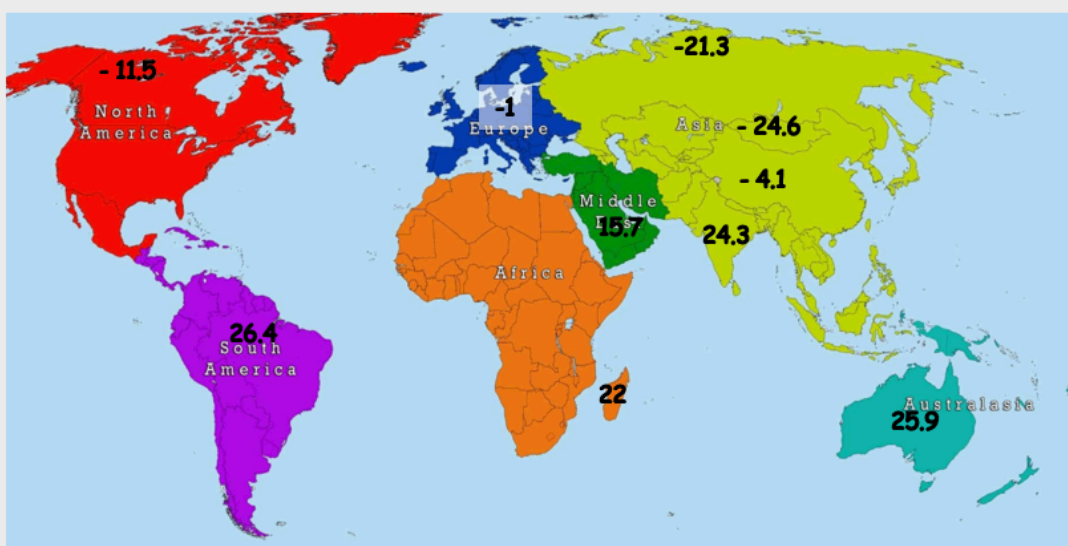 -21.3
- 11.5
North
America
-1
Europe
Asia
- 24.6
- 4.1
Middle
East
15.7
24.3
Africa
26.4
South
America
22
Australasia
25.9